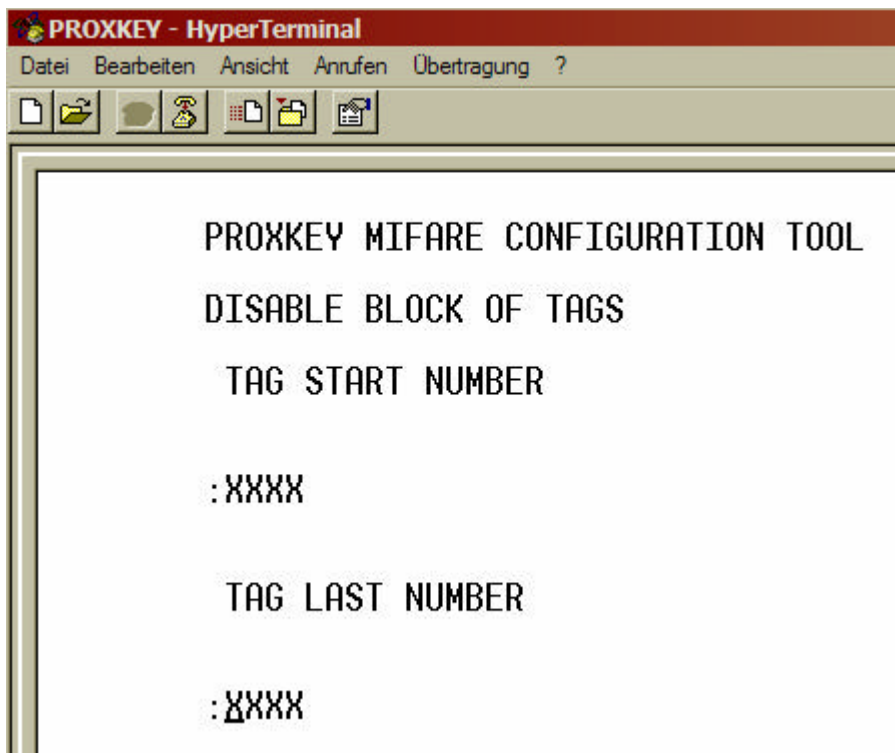 PROXKEY - HyperTerminal
Datei Bearbeiten Ansicht Anrufen Übertragung ?
PROXKEY MIFARE CONFIGURATION TOOL
DISABLE BLOCK OF TAGS
TAG START NUMBER
:XXXX
TAG LAST NUMBER
:XXXX